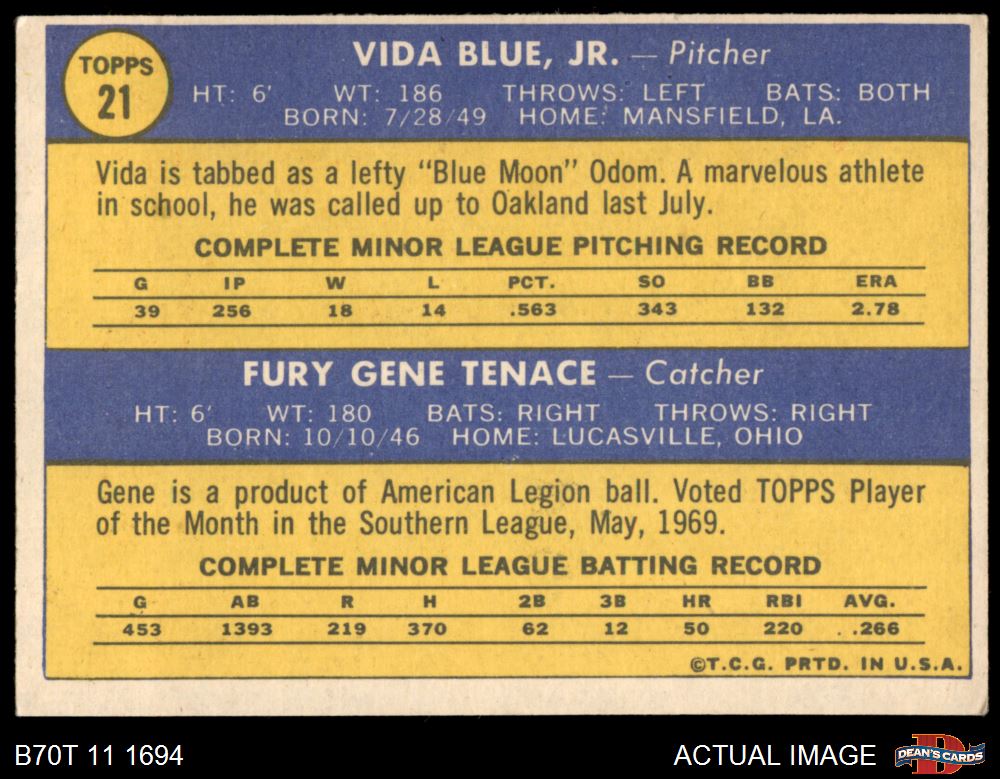 TOPPS
21
VIDA BLUE, JR. — Pitcher
HT: 6' WT: 186 THROWS: LEFT BATS: BOTH
BORN: 7/28/49 HOME: MANSFIELD, LA.
Vida is tabbed as a lefty "Blue Moon" Odom. A marvelous athlete
in school, he was called up to Oakland last July.
COMPLETE MINOR LEAGUE PITCHING RECORD
G IP W L PCT. SO BB ERA
39 256 18 14 .563 343 132 2.78
FURY GENE TENACE — Catcher
HT: 6' WT: 180 BATS: RIGHT THROWS: RIGHT
BORN: 10/10/46 HOME: LUCASVILLE, OHIO
Gene is a product of American Legion ball. Voted TOPPS Player
of the Month in the Southern League, May, 1969.
COMPLETE MINOR LEAGUE BATTING RECORD
G AB R H 2B 3B HR RBI AVG.
453 1393 219 370 62 12 50 220 .266
©T.C.G. PRTD. IN U.S.A.
B70T 11 1694
ACTUAL IMAGE
D
DEAN'S CARDS